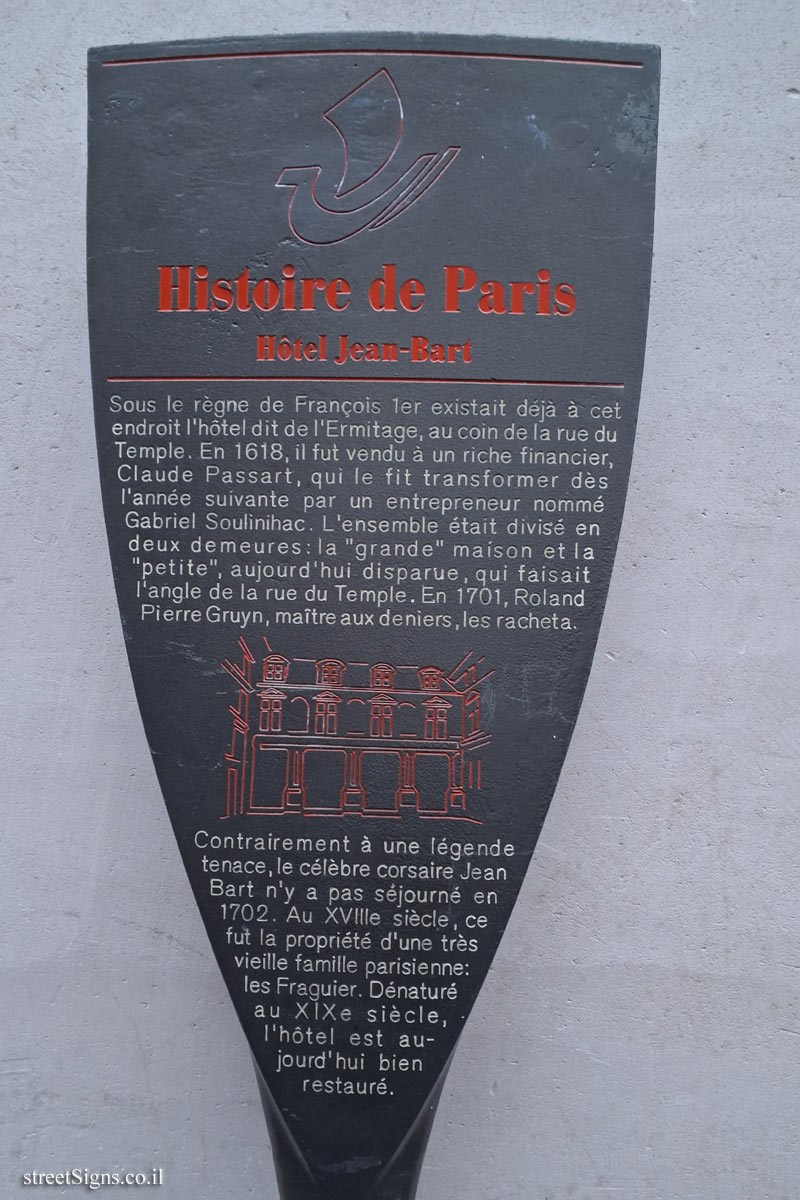 Histoire de Paris
Hôtel Jean-Bart
Sous le règne de François 1er existait déjà à cet
endroit l'hôtel dit de l'Ermitage, au coin de la rue du
Temple. En 1618, il fut vendu à un riche financier,
Claude Passart, qui le fit transformer dès
l'année suivante par un entrepreneur nommé
Gabriel Soulinihac. L'ensemble était divisé en
deux demeures: la "grande" maison et la
"petite", aujourd'hui disparue, qui faisait
l'angle de la rue du Temple. En 1701, Roland
Pierre Gruyn, maître aux deniers, les racheta.
Contrairement à une légende
tenace, le célèbre corsaire Jean
Bart n'y a pas séjourné en
1702. Au XVIIIe siècle, ce
fut la propriété d'une très
vieille famille parisienne:
les Fraguier. Dénaturé
au XIXe siècle,
l'hôtel est au-
jourd'hui bien
restauré.
streetSigns.co.il